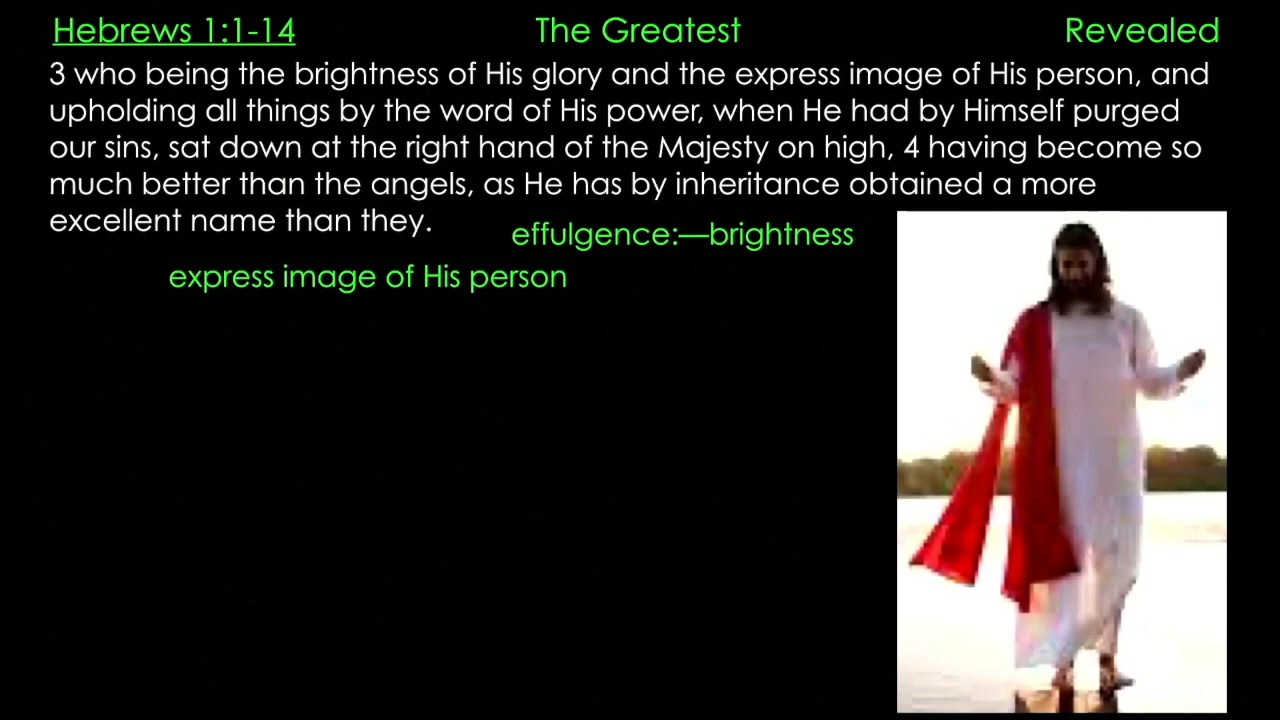 Hebrews 1:1-14 The Greatest Revealed
3 who being the brightness of His glory and the express image of His person, and
upholding all things by the word of His power, when He had by Himself purged
our sins, sat down at the right hand of the Majesty on high, 4 having become so
much better than the angels, as He has by inheritance obtained a more
excellent name than they.
effulgence:—brightness
express image of His person